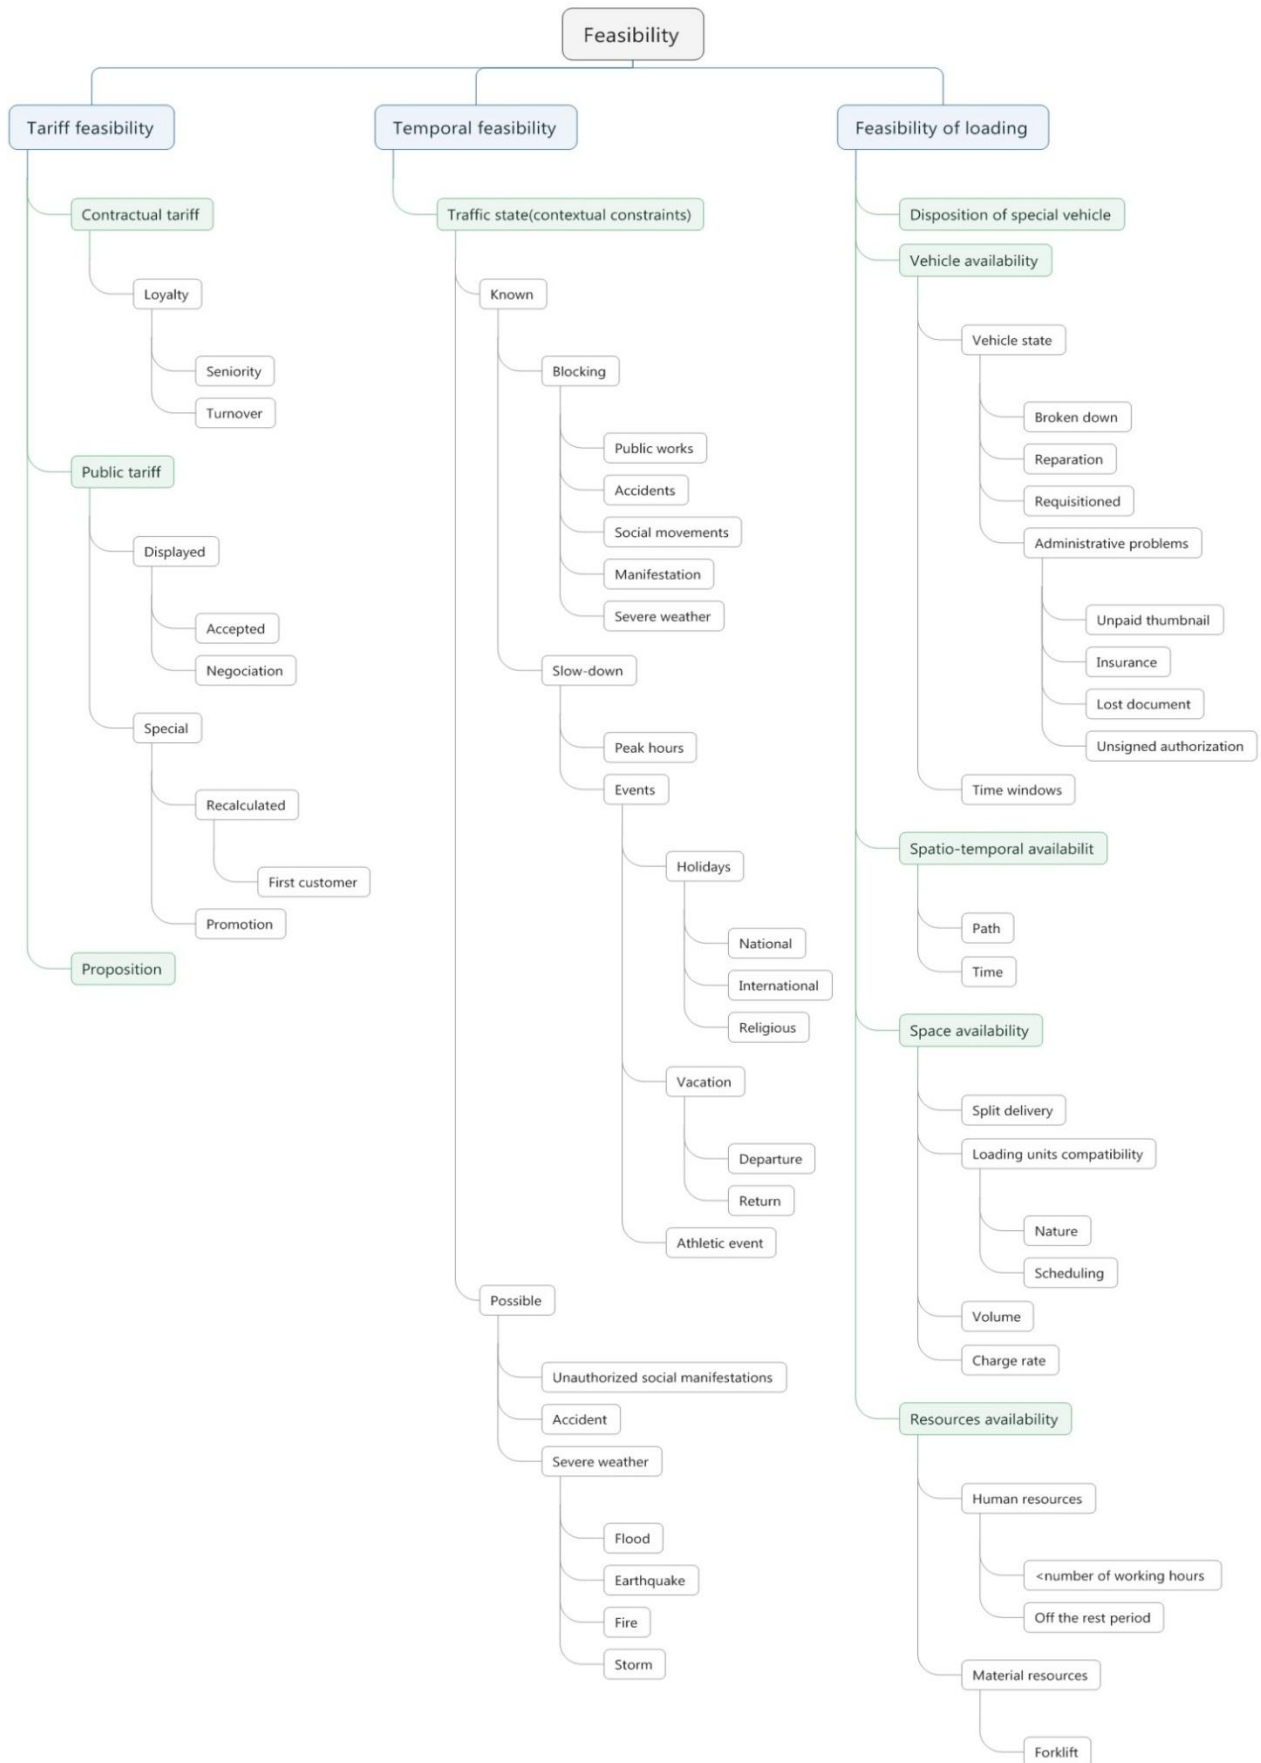 Feasibility
Tariff feasibility
Contractual tariff
Loyalty
Seniority
Turnover
Public tariff
Displayed
Accepted
Negociation
Special
Recalculated
First customer
Promotion
Proposition
Temporal feasibility
Traffic state(contextual constraints)
Known
Blocking
Public works
Accidents
Social movements
Manifestation
Severe weather
Slow-down
Peak hours
Events
Holidays
National
International
Religious
Vacation
Departure
Return
Athletic event
Possible
Unauthorized social manifestations
Accident
Severe weather
Flood
Earthquake
Fire
Storm
Feasibility of loading
Disposition of special vehicle
Vehicle availability
Vehicle state
Broken down
Reparation
Requisitioned
Administrative problems
Unpaid thumbnail
Insurance
Lost document
Unsigned authorization
Time windows
Spatio-temporal availabilit
Path
Time
Space availability
Split delivery
Loading units compatibility
Nature
Scheduling
Volume
Charge rate
Resources availability
Human resources
<number of working hours
Off the rest period
Material resources
Forklift